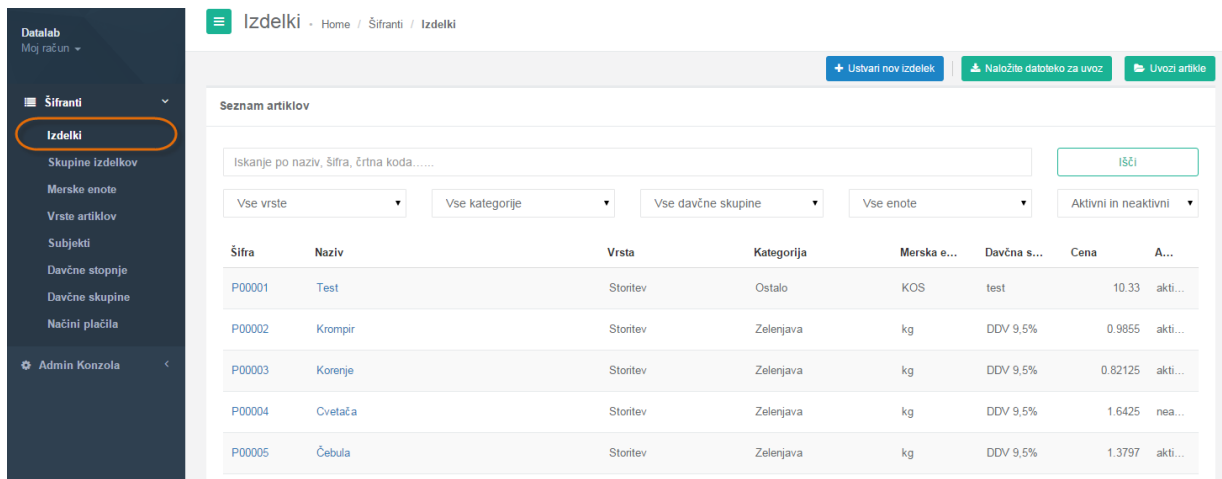 Datalab
Moj račun
Šifranti
Izdelki
Skupine izdelkov
Merske enote
Vrste artiklov
Subjekti
Davčne stopnje
Davčne skupine
Načini plačila
Admin Konzola
Izdelki - Home / Šifranti / Izdelki
+ Ustvari nov izdelek Naložite datoteko za uvoz Uvozi artikle
Seznam artiklov
Iskanje po naziv, šifra, črtna koda...... Išči
Vse vrste Vse kategorije Vse davčne skupine Vse enote Aktivni in neaktivni
Šifra Naziv Vrsta Kategorija Merska e... Davčna s... Cena A...
P00001 Test Storitev Ostalo KOS test 10.33 akti...
P00002 Krompir Storitev Zelenjava kg DDV 9,5% 0.9855 akti...
P00003 Korenje Storitev Zelenjava kg DDV 9,5% 0.82125 akti...
P00004 Cvetača Storitev Zelenjava kg DDV 9,5% 1.6425 nea...
P00005 Čebula Storitev Zelenjava kg DDV 9,5% 1.3797 akti...